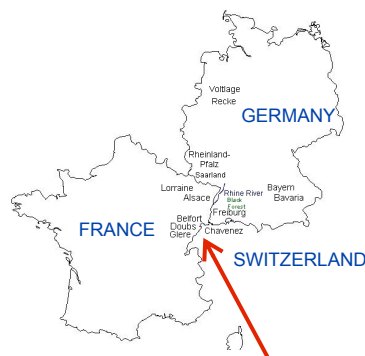 Voltlage
Recke
GERMANY
Rheinland-
Pfalz
Saarland
Lorraine
Alsace
Rhine River
Black
Forest
Bayern
Bavaria
Freiburg
Belfort
Doubs
Gliere
Chavenez
FRANCE
SWITZERLAND